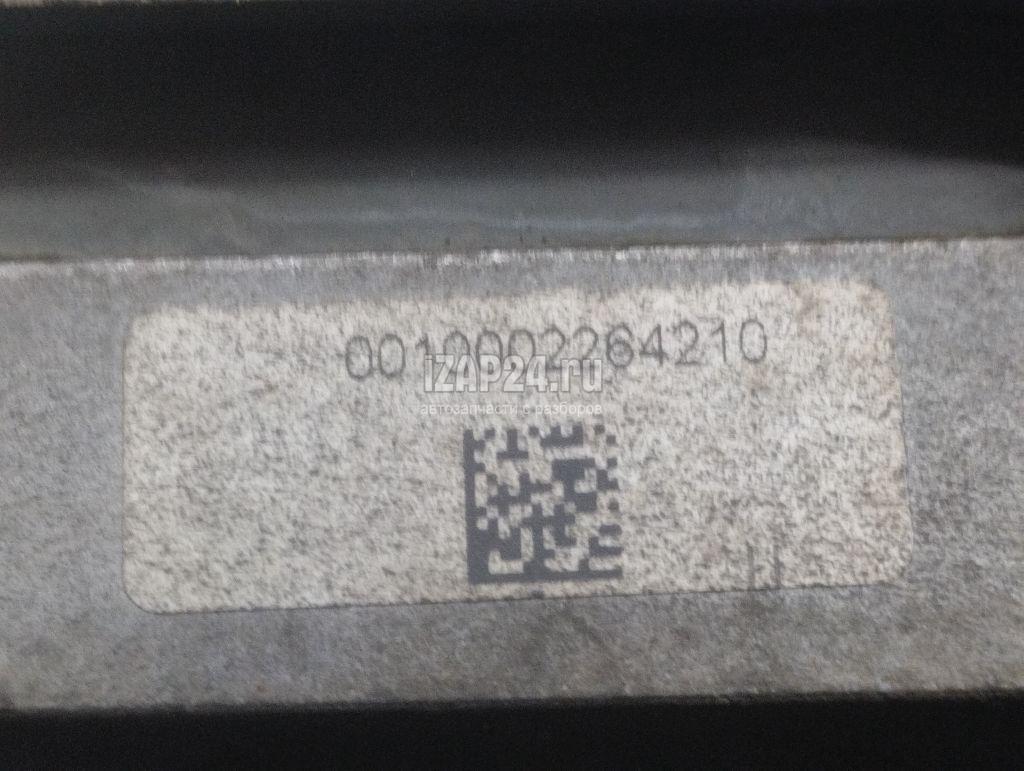 0010002264210
iZAP24.ru
автозапчасти с разборов